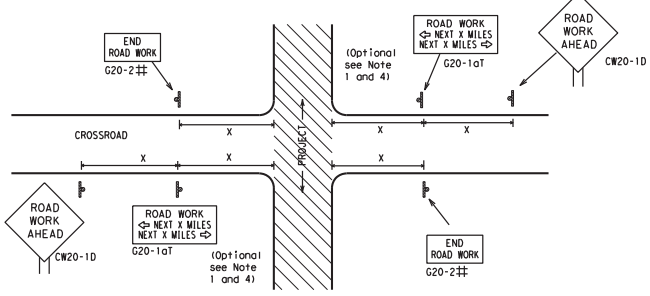 END
ROAD WORK
G20-2#
ROAD WORK
⇦ NEXT X MILES
NEXT X MILES ⇨
G20-1aT
(Optional
see Note
1 and 4)
ROAD
WORK
AHEAD
CW20-1D
X
X
X
CROSSROAD
PROJECT
X
X
X
ROAD
WORK
AHEAD
CW20-1D
ROAD WORK
⇦ NEXT X MILES
NEXT X MILES ⇨
G20-1aT
(Optional
see Note
1 and 4)
END
ROAD WORK
G20-2#